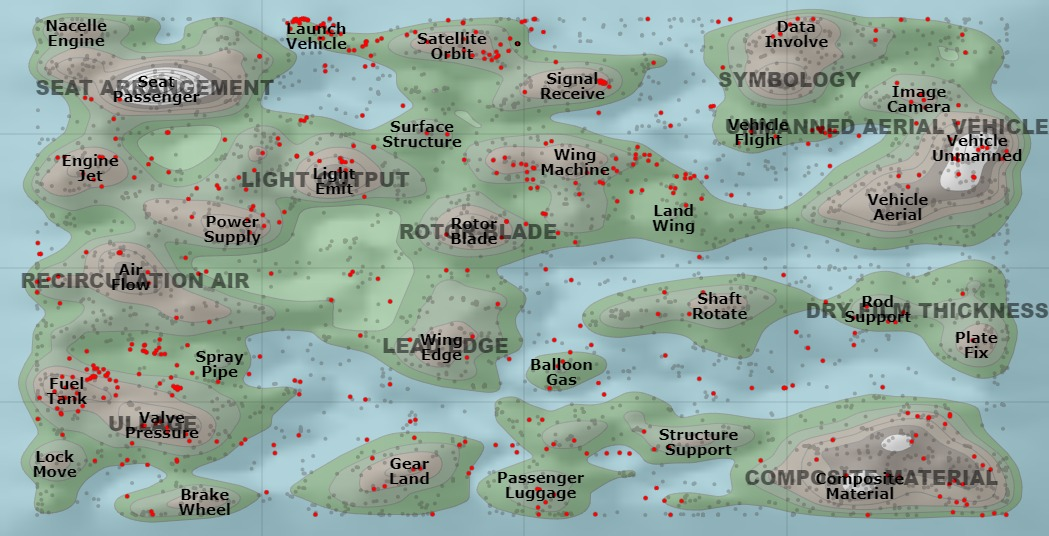 Nacelle
Engine
Launch
Vehicle
Satellite
Orbit
Data
Involve
SEAT ARRANGEMENT
Seat
Passenger
Signal
Receive
SYMBOLOGY
Image
Camera
Surface
Structure
Vehicle
Flight
UNMANNED AERIAL VEHICLE
Vehicle
Unmanned
Engine
Jet
LIGHT OUTPUT
Light
Emit
Wing
Machine
Power
Supply
ROTOR BLADE
Rotor
Blade
Land
Wing
Vehicle
Aerial
RECIRCULATION AIR
Air
Flow
Shaft
Rotate
DRY FILM THICKNESS
Rod
Support
LEAD EDGE
Wing
Edge
Plate
Fix
Spray
Pipe
Balloon
Gas
Fuel
Tank
ULLAGE
Valve
Pressure
Structure
Support
Lock
Move
Gear
Land
Passenger
Luggage
COMPOSITE MATERIAL
Composite
Material
Brake
Wheel